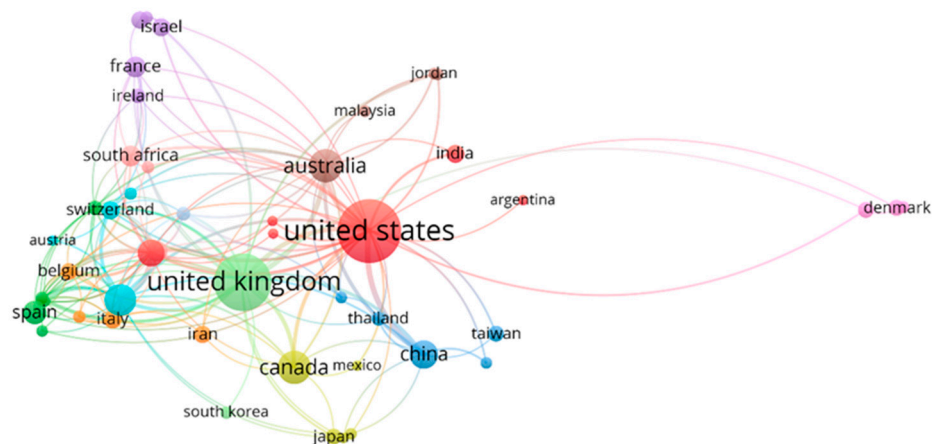 israel
france
ireland
jordan
malaysia
south africa
australia
india
switzerland
argentina
denmark
united states
austria
belgium
united kingdom
spain
italy
thailand
iran
taiwan
china
canada
mexico
south korea
japan